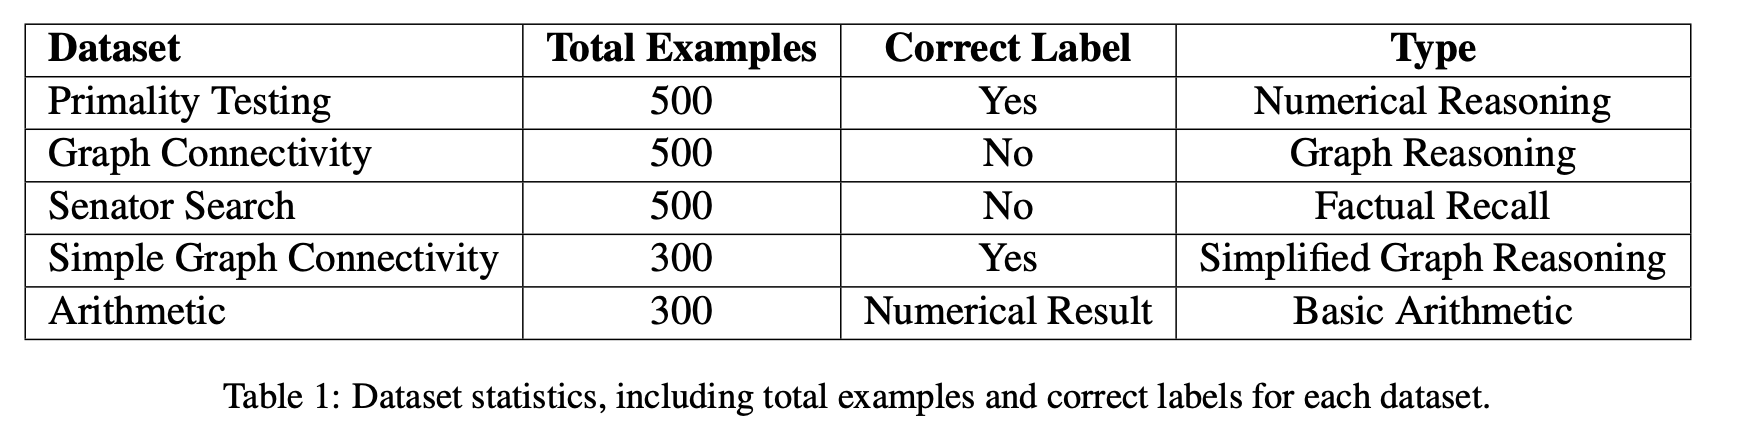 Dataset Total Examples Correct Label Type
Primality Testing 500 Yes Numerical Reasoning
Graph Connectivity 500 No Graph Reasoning
Senator Search 500 No Factual Recall
Simple Graph Connectivity 300 Yes Simplified Graph Reasoning
Arithmetic 300 Numerical Result Basic Arithmetic
Table 1: Dataset statistics, including total examples and correct labels for each dataset.